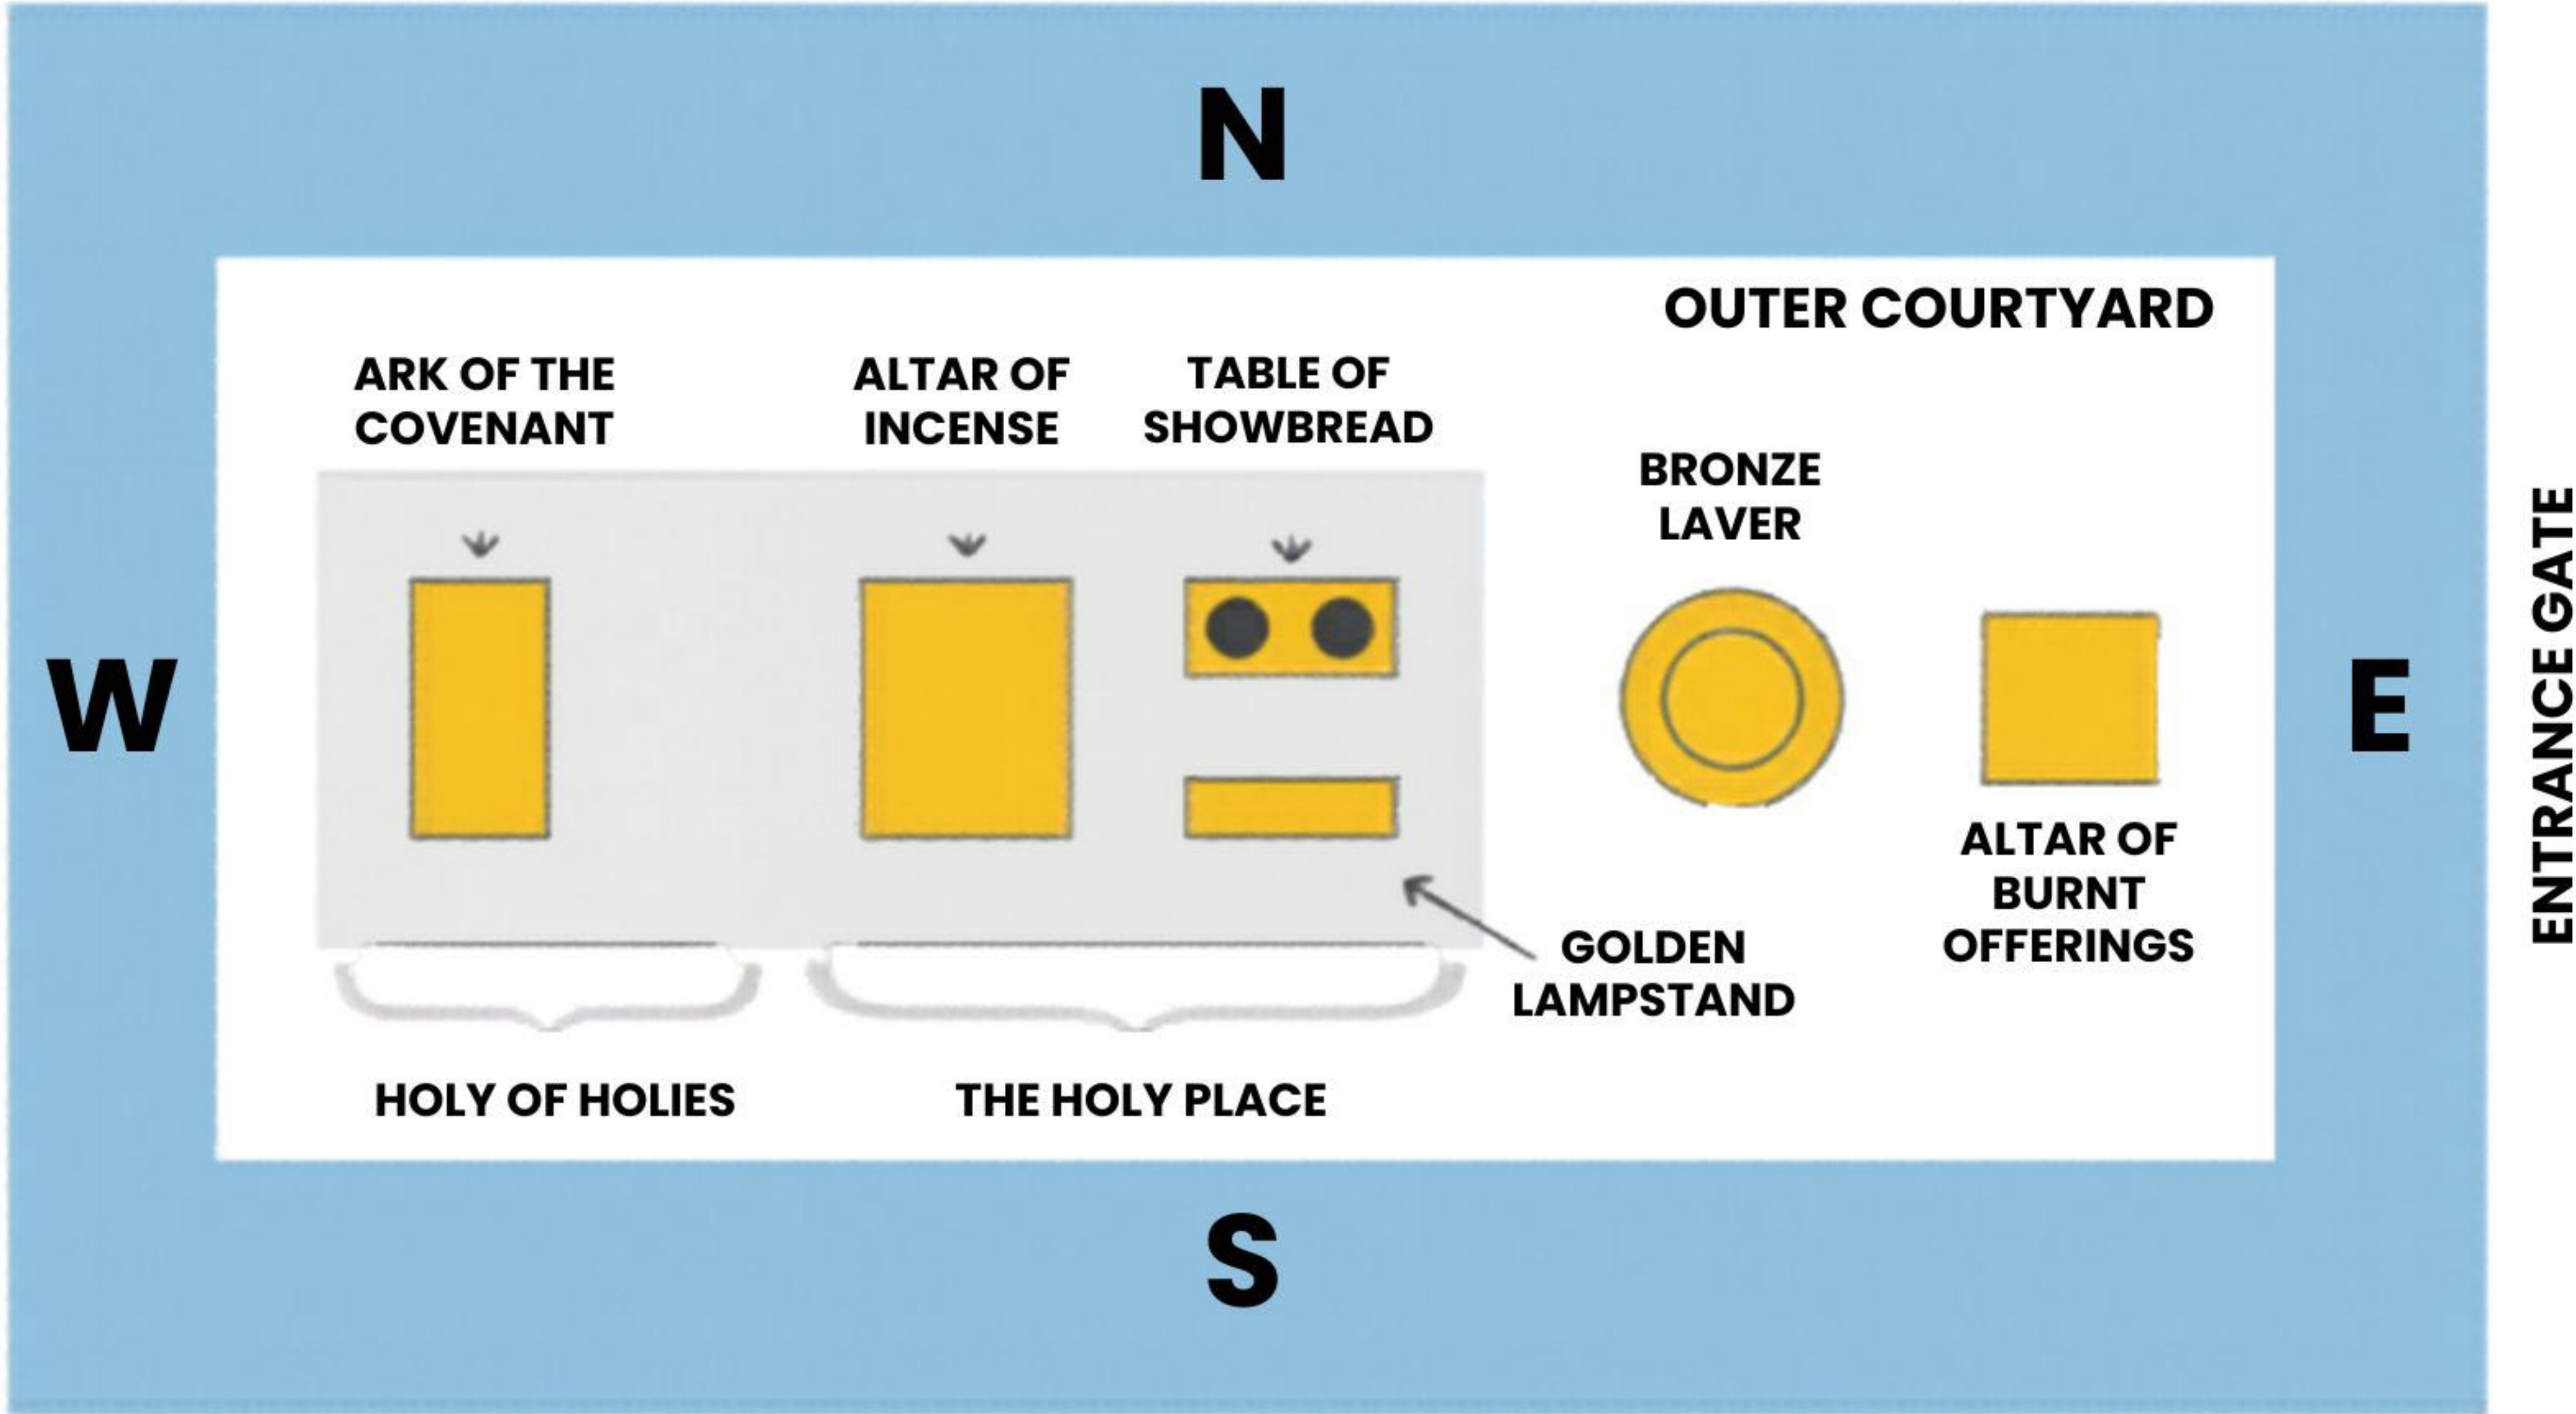 N
OUTER COURTYARD
ARK OF THE
COVENANT
ALTAR OF
INCENSE
TABLE OF
SHOWBREAD
BRONZE
LAVER
W
E
ENTRANCE GATE
ALTAR OF
BURNT
OFFERINGS
GOLDEN
LAMPSTAND
HOLY OF HOLIES
THE HOLY PLACE
S